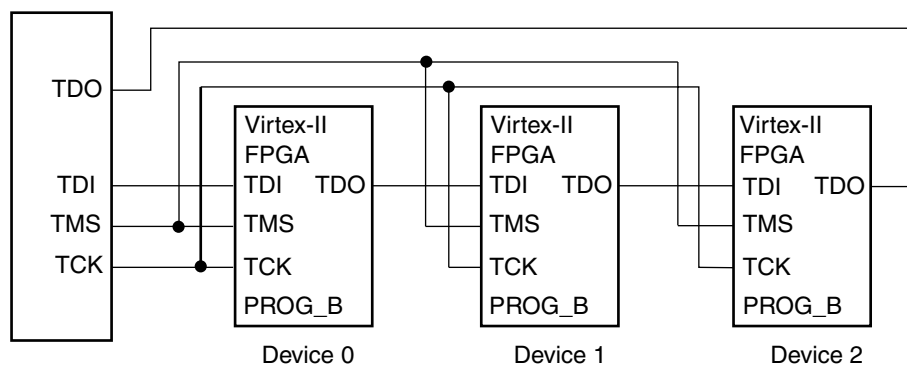 TDO
TDI
TMS
TCK
Virtex-II
FPGA
TDI TDO
TMS
TCK
PROG_B
Device 0
Virtex-II
FPGA
TDI TDO
TMS
TCK
PROG_B
Device 1
Virtex-II
FPGA
TDI TDO
TMS
TCK
PROG_B
Device 2